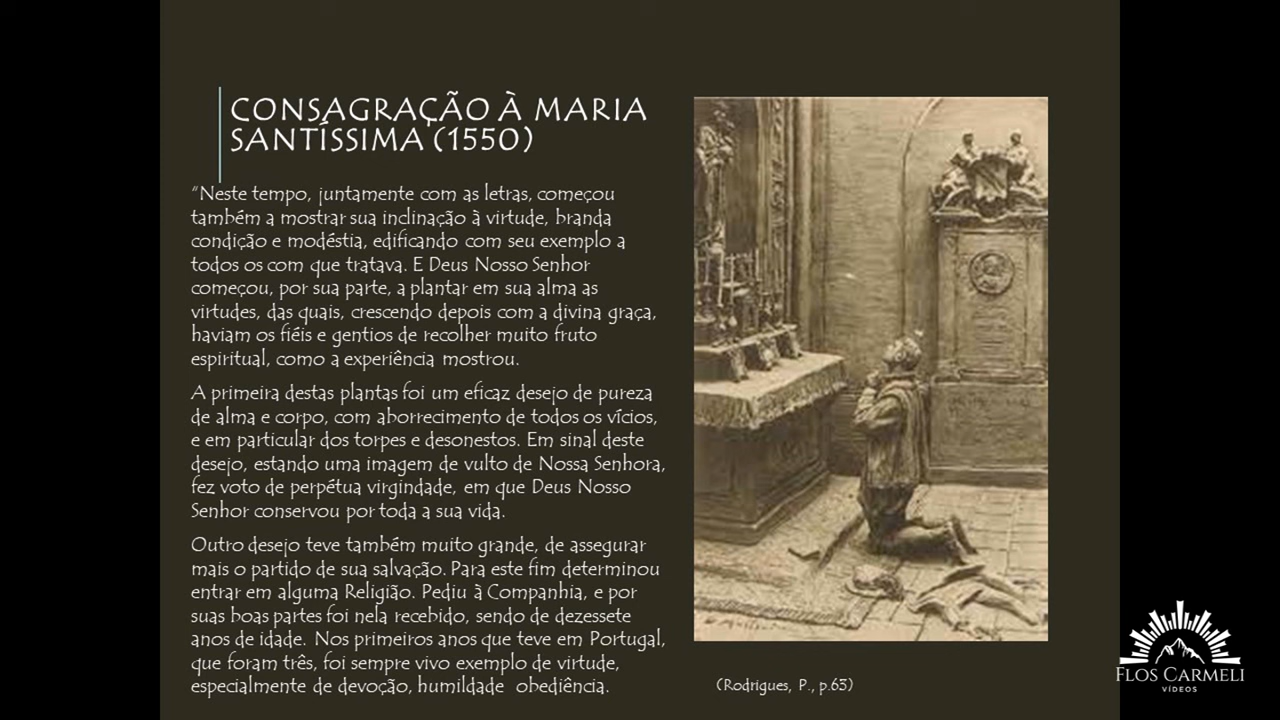 CONSAGRAÇÃO À MARIA
SANTÍSSIMA (1550)
“Neste tempo, juntamente com as letras, começou
também a mostrar sua inclinação à virtude, branda
condição e modéstia, edificando com seu exemplo a
todos os com que tratava. E Deus Nosso Senhor
começou, por sua parte, a plantar em sua alma as
virtudes, das quais, crescendo depois com a divina graça,
haviam os fiéis e gentios de recolher muito fruto
espiritual, como a experiência mostrou.
A primeira destas plantas foi um eficaz desejo de pureza
de alma e corpo, com aborrecimento de todos os vícios,
e em particular dos torpes e desonestos. Em sinal deste
desejo, estando uma imagem de vulto de Nossa Senhora,
fez voto de perpétua virgindade, em que Deus Nosso
Senhor conservou por toda a sua vida.
Outro desejo teve também muito grande, de assegurar
mais o partido de sua salvação. Para este fim determinou
entrar em alguma Religião. Pediu à Companhia, e por
suas boas partes foi nela recebido, sendo de dezessete
anos de idade. Nos primeiros anos que teve em Portugal,
que foram três, foi sempre vivo exemplo de virtude,
especialmente de devoção, humildade obediência.
(Rodrigues, P., p.63)
FLOS CARMELI
VÍDEOS